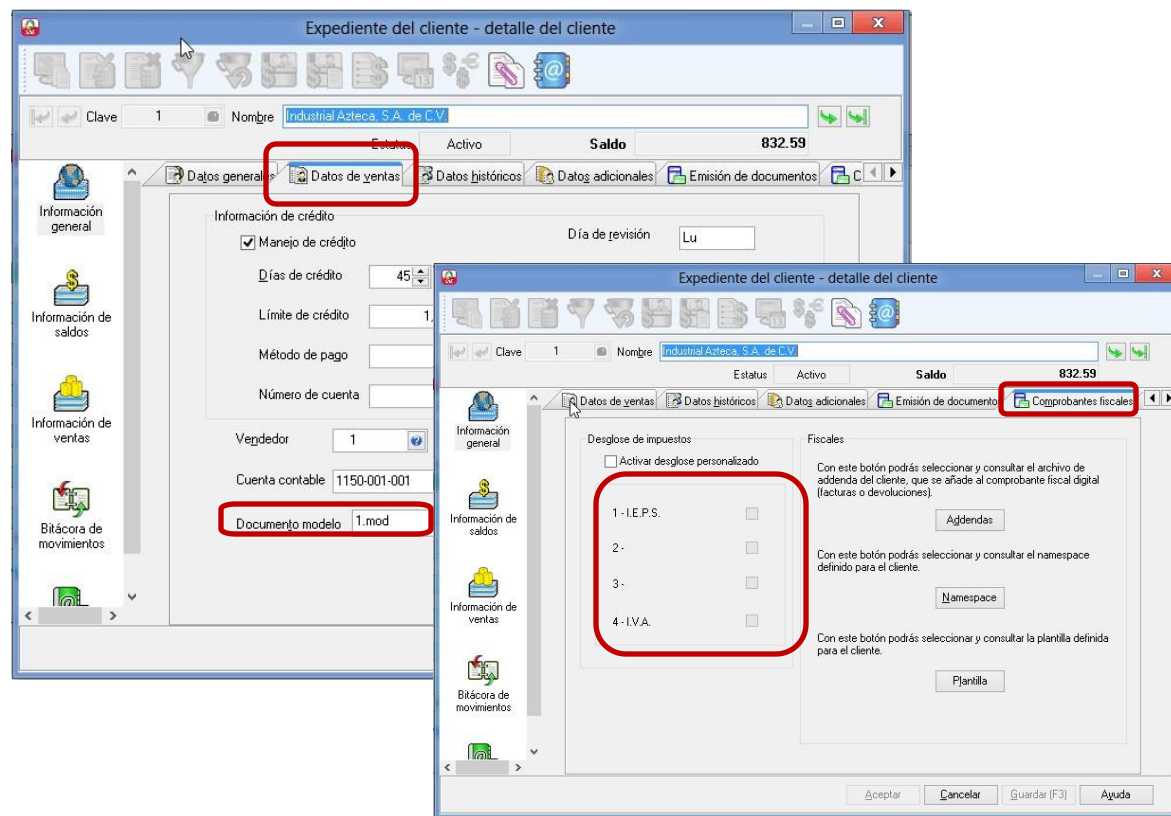 Expediente del cliente - detalle del cliente
Clave 1 Nombre Industrial Azteca, S.A. de C.V.
Estatus Activo Saldo 832.59
Datos generales Datos de ventas Datos históricos Datos adicionales Emisión de documentos C
Información general
Información de saldos
Información de ventas
Bitácora de movimientos
Información de crédito
Manejo de crédito
Día de revisión Lu
Días de crédito 45
Límite de crédito 1,
Método de pago
Número de cuenta
Vendedor 1
Cuenta contable 1150-001-001
Documento modelo 1.mod
Expediente del cliente - detalle del cliente
Clave 1 Nombre Industrial Azteca, S.A. de C.V.
Estatus Activo Saldo 832.59
Datos de ventas Datos históricos Datos adicionales Emisión de documento Comprobantes fiscales
Información general
Información de saldos
Información de ventas
Bitácora de movimientos
Desglose de impuestos
Activar desglose personalizado
1 - I.E.P.S.
2 -
3 -
4 - I.V.A.
Fiscales
Con este botón podrás seleccionar y consultar el archivo de
addenda del cliente, que se añade al comprobante fiscal digital
(facturas o devoluciones).
Addendas
Con este botón podrás seleccionar y consultar el namespace
definido para el cliente.
Namespace
Con este botón podrás seleccionar y consultar la plantilla definida
para el cliente.
Plantilla
Aceptar Cancelar Guardar (F3) Ayuda